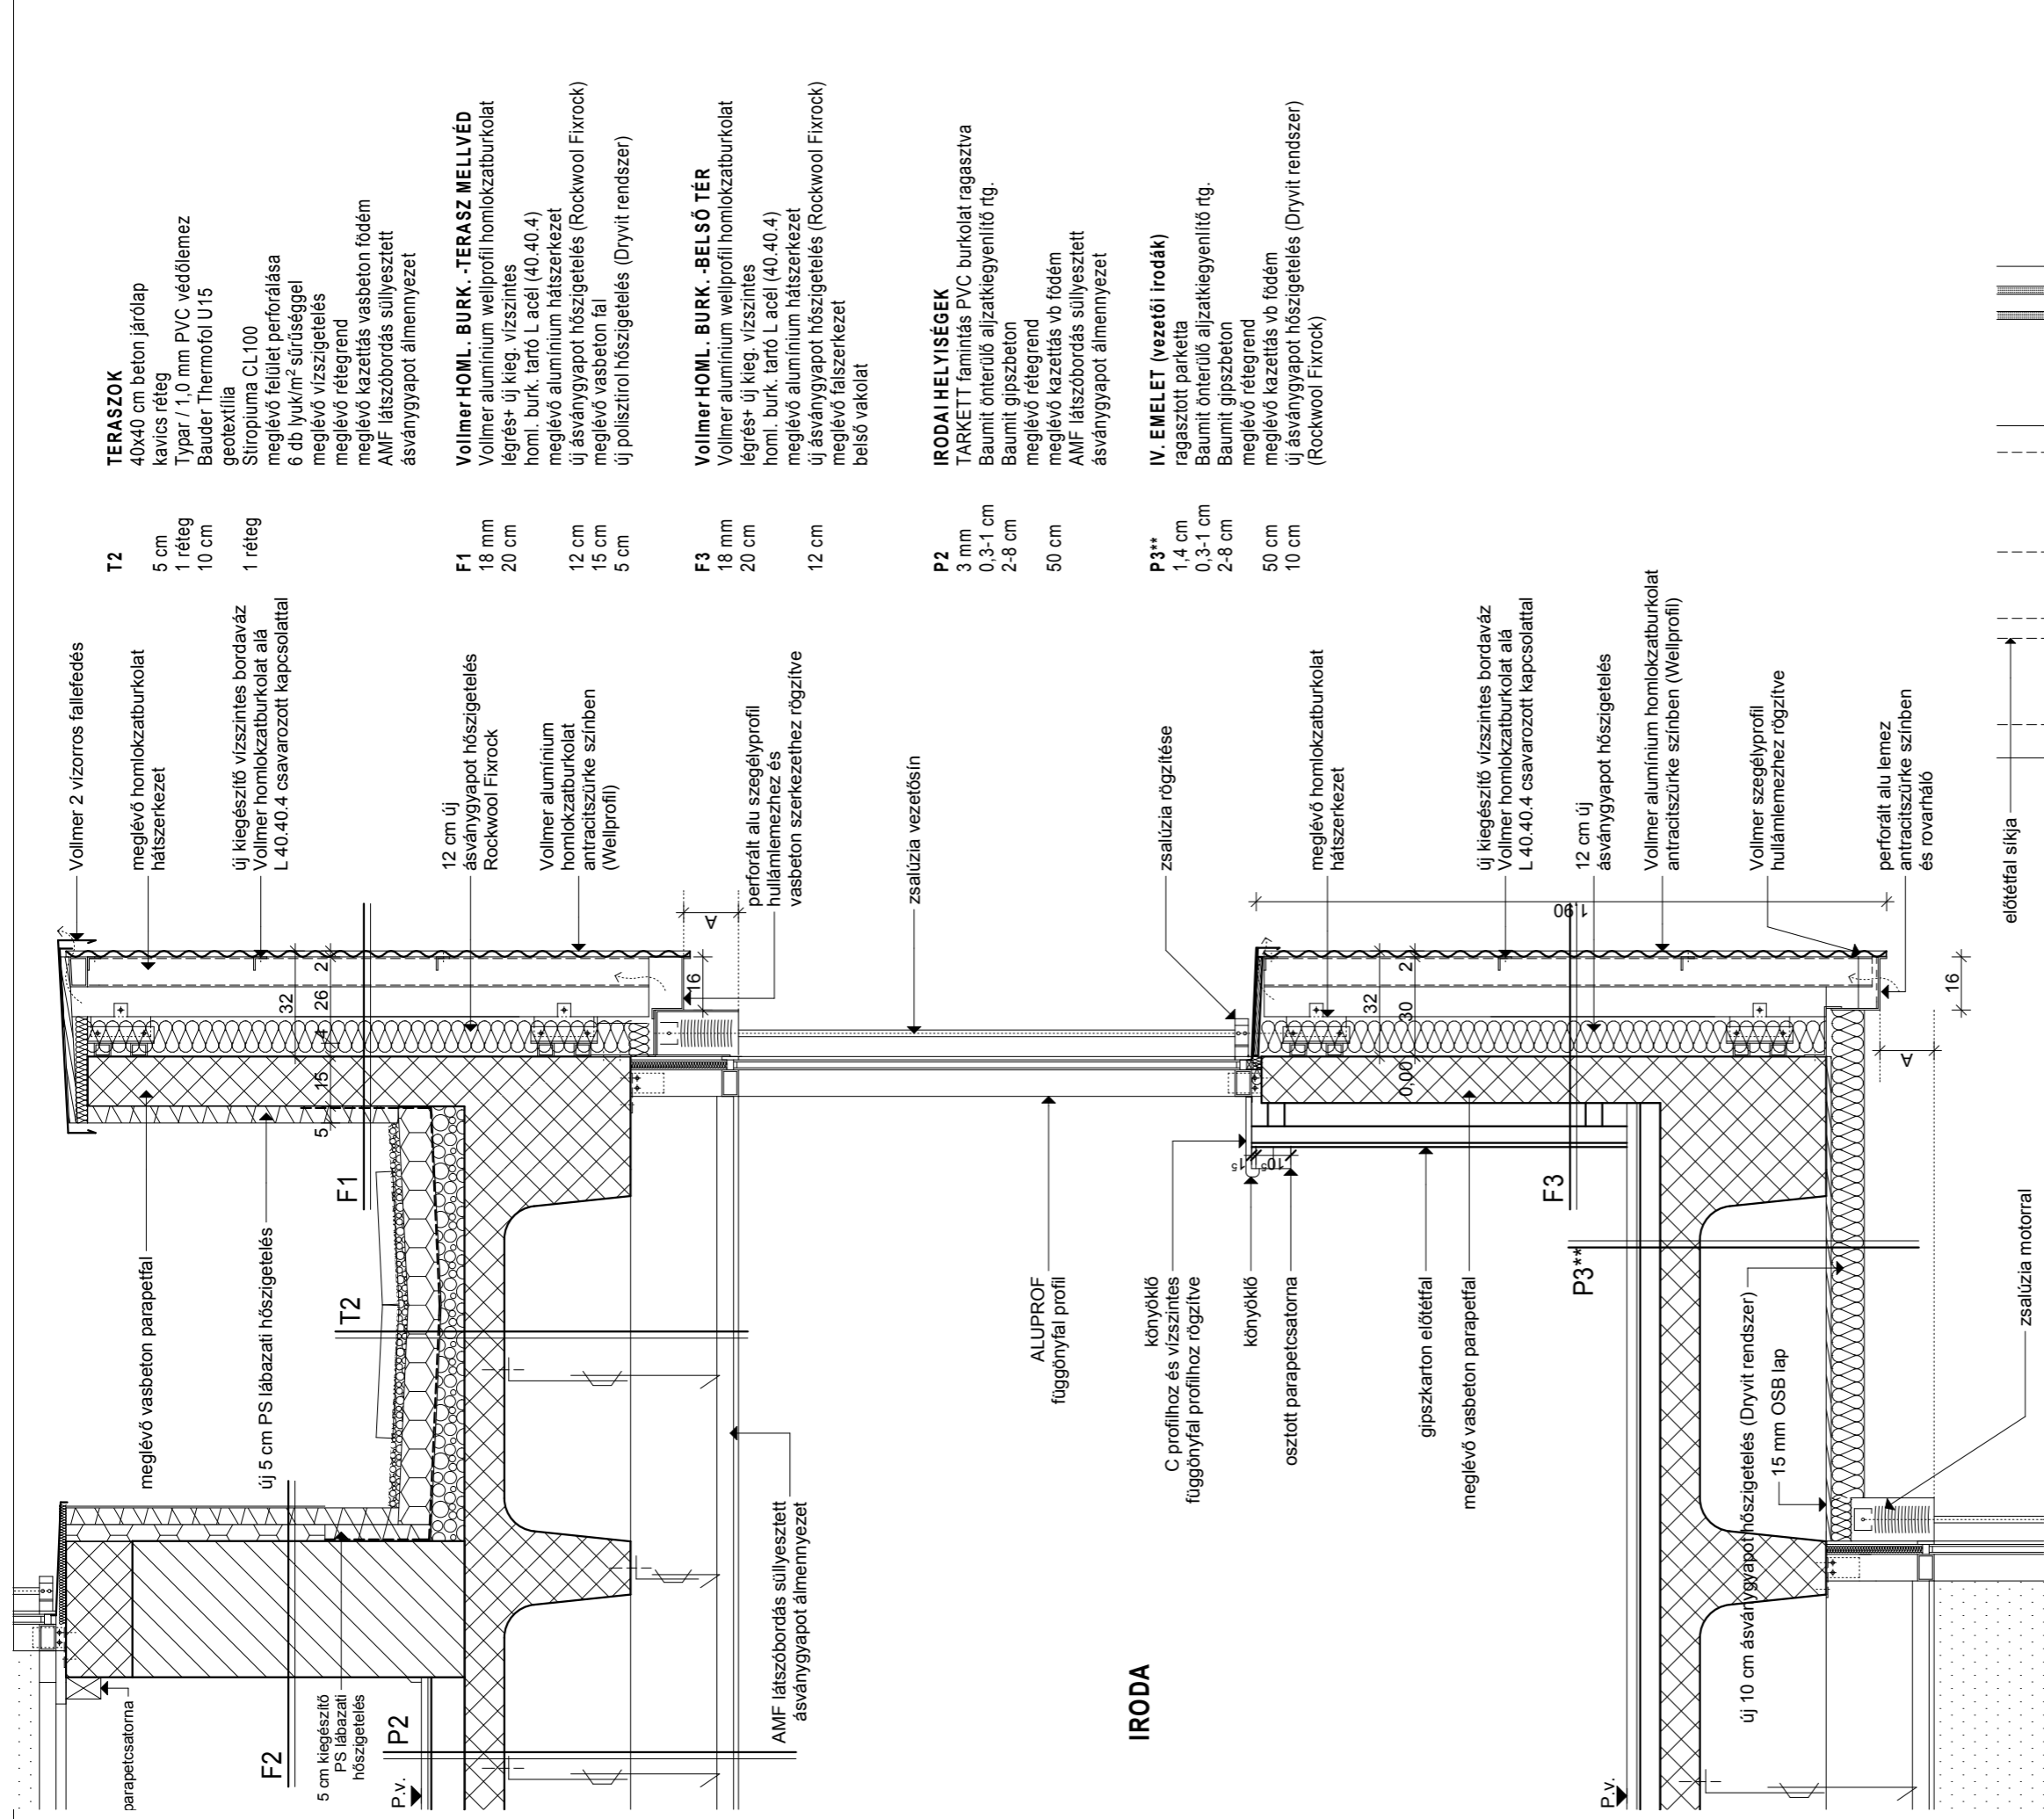 T2 TERASZOK
40x40 cm beton járólap
5 cm kavics réteg
1 réteg Typar / 1,0 mm PVC védőlemez
10 cm Bauder Thermofol U15
geotextília
1 réteg Stiropiuma CL100
meglévő felület perforálása
6 db lyuk/m² sűrűséggel
meglévő vízszigetelés
meglévő rétegrend
meglévő kazettás vasbeton födém
AMF látszóbordás süllyesztett
ásványgyapot álmennyezet
F1 Vollmer HOML. BURK. -TERASZ MELLVÉD
18 mm Vollmer alumínium wellprofil homlokzatburkolat
20 cm légrés+ új kieg. vízszintes
homl. burk. tartó L acél (40.40.4)
meglévő alumínium hátszerkezet
12 cm új ásványgyapot hőszigetelés (Rockwool Fixrock)
15 cm meglévő vasbeton fal
5 cm új polisztirol hőszigetelés (Dryvit rendszer)
F3 Vollmer HOML. BURK. -BELSŐ TÉR
18 mm Vollmer alumínium wellprofil homlokzatburkolat
20 cm légrés+ új kieg. vízszintes
homl. burk. tartó L acél (40.40.4)
meglévő alumínium hátszerkezet
12 cm új ásványgyapot hőszigetelés (Rockwool Fixrock)
meglévő falszerkezet
belső vakolat
P2 IRODAI HELYISÉGEK
3 mm TARKETT famintás PVC burkolat ragasztva
0,3-1 cm Baumit önterülő aljzatkiegyenlítő rtg.
2-8 cm Baumit gipszbeton
meglévő rétegrend
50 cm meglévő kazettás vb födém
AMF látszóbordás süllyesztett
ásványgyapot álmennyezet
P3** IV. EMELET (vezetői irodák)
1,4 cm ragasztott parketta
0,3-1 cm Baumit önterülő aljzatkiegyenlítő rtg.
2-8 cm Baumit gipszbeton
meglévő rétegrend
50 cm meglévő kazettás vb födém
10 cm új ásványgyapot hőszigetelés (Dryvit rendszer)
(Rockwool Fixrock)
Vollmer 2 vízorros fallefedés
meglévő homlokzatburkolat
hátszerkezet
új kiegészítő vízszintes bordaváz
Vollmer homlokzatburkolat alá
L 40.40.4 csavarozott kapcsolattal
12 cm új
ásványgyapot hőszigetelés
Rockwool Fixrock
Vollmer alumínium
homlokzatburkolat
antracitszürke színben
(Wellprofil)
perforált alu szegélyprofil
hullámlemezhez és
vasbeton szerkezethez rögzítve
zsalúzia vezetősín
zsalúzia rögzítése
meglévő homlokzatburkolat
hátszerkezet
új kiegészítő vízszintes bordaváz
Vollmer homlokzatburkolat alá
L 40.40.4 csavarozott kapcsolattal
12 cm új
ásványgyapot hőszigetelés
Vollmer alumínium homlokzatburkolat
antracitszürke színben (Wellprofil)
Vollmer szegélyprofil
hullámlemezhez rögzítve
perforált alu lemez
antracitszürke színben
és rovarháló
előtétfal síkja
32
2
26
4
15
5
A
16
32
2
30
0,00
1,90
16
A
1⁵
10⁵
F1
T2
F3
P3**
meglévő vasbeton parapetfal
új 5 cm PS lábazati hőszigetelés
ALUPROF
függönyfal profil
könyöklő
C profilhoz és vízszintes
függönyfal profilhoz rögzítve
könyöklő
osztott parapetcsatorna
gipszkarton előtétfal
meglévő vasbeton parapetfal
új 10 cm ásványgyapot hőszigetelés (Dryvit rendszer)
15 mm OSB lap
zsalúzia motorral
parapetcsatorna
F2
5 cm kiegészítő
PS lábazati
hőszigetelés
P2
P.v.
AMF látszóbordás süllyesztett
ásványgyapot álmennyezet
IRODA
P.v.